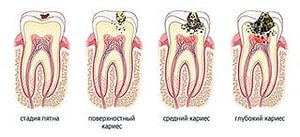 стадия пятна
поверхностный
кариес
средний кариес
глубокий кариес